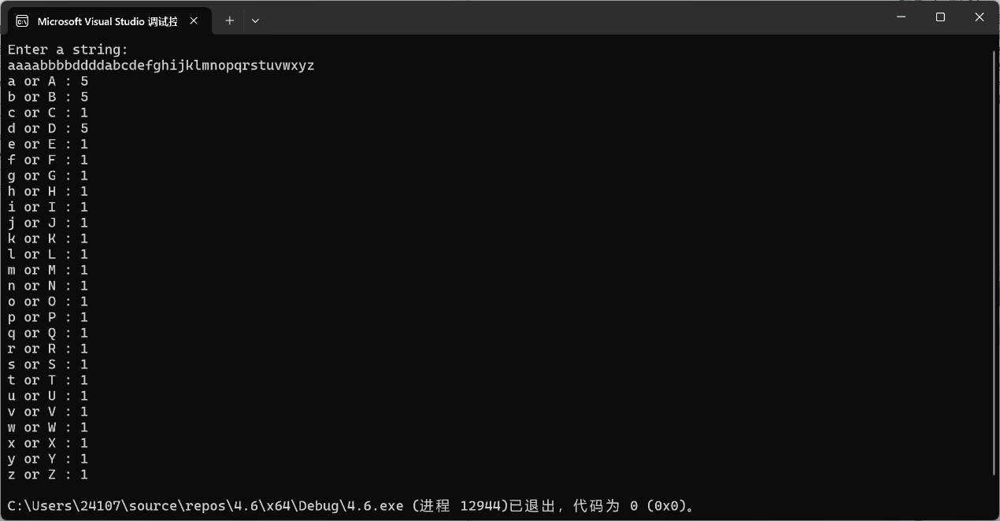 Microsoft Visual Studio 调试控
Enter a string:
aaaabbbbddddabcdefghijklmnopqrstuvwxyz
a or A : 5
b or B : 5
c or C : 1
d or D : 5
e or E : 1
f or F : 1
g or G : 1
h or H : 1
i or I : 1
j or J : 1
k or K : 1
l or L : 1
m or M : 1
n or N : 1
o or O : 1
p or P : 1
q or Q : 1
r or R : 1
s or S : 1
t or T : 1
u or U : 1
v or V : 1
w or W : 1
x or X : 1
y or Y : 1
z or Z : 1
C:\Users\24107\source\repos\4.6\x64\Debug\4.6.exe (进程 12944)已退出，代码为 0 (0x0)。